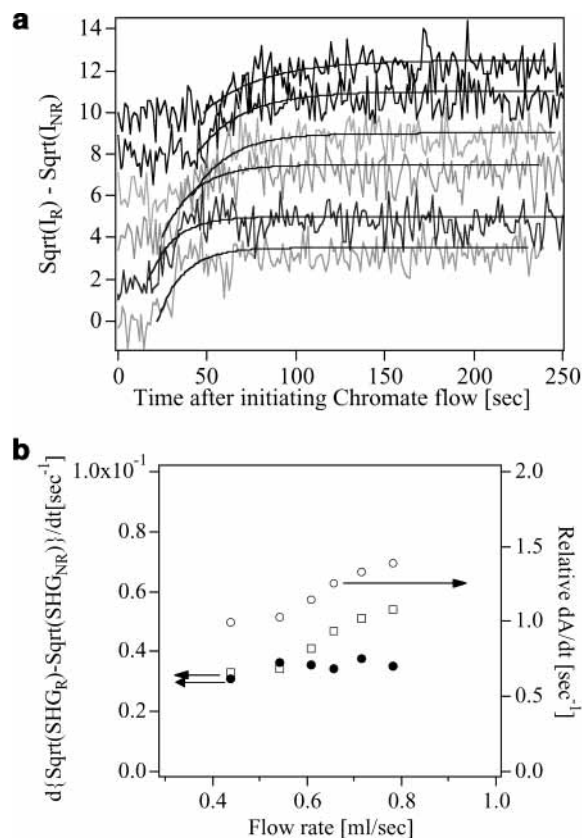 a
Sqrt(I_R) - Sqrt(I_NR)
14
12
10
8
6
4
2
0
0 50 100 150 200 250
Time after initiating Chromate flow [sec]
b
d{Sqrt(SHG_R)-Sqrt(SHG_NR)}/dt[sec⁻¹]
1.0x10⁻¹
0.8
0.6
0.4
0.2
0.0
2.0
1.5
1.0
0.5
0.0
Relative dA/dt [sec⁻¹]
0.4 0.6 0.8 1.0
Flow rate [ml/sec]